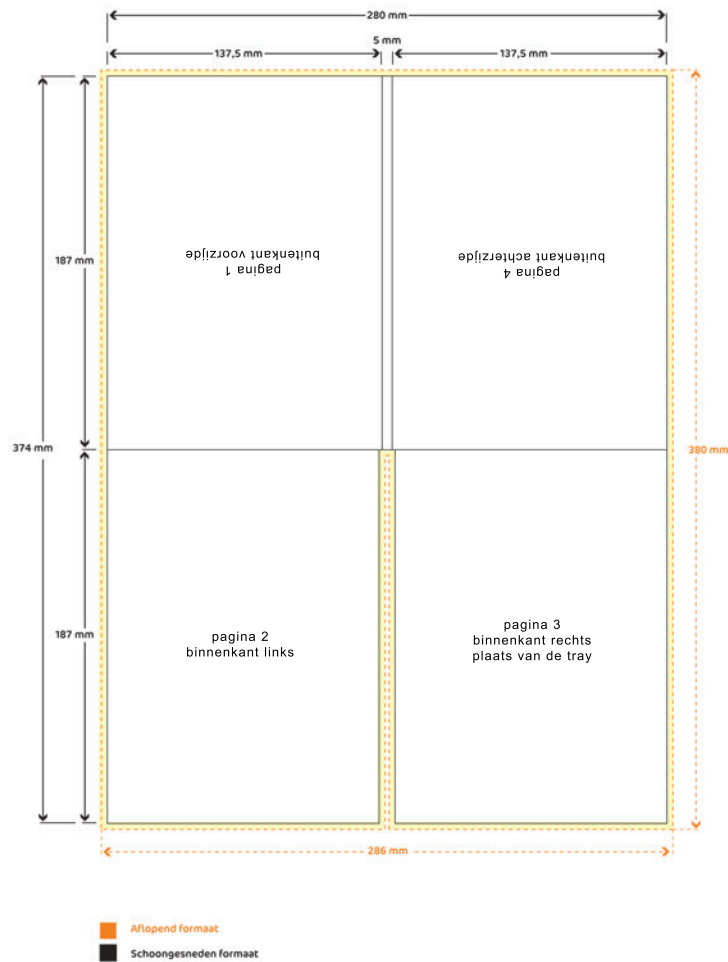 280 mm
5 mm
137,5 mm
137,5 mm
buitenkant voorzijde
pagina 1
buitenkant achterzijde
pagina 4
187 mm
374 mm
380 mm
187 mm
pagina 2
binnenkant links
pagina 3
binnenkant rechts
plaats van de tray
286 mm
Aflopend formaat
Schoongesneden formaat